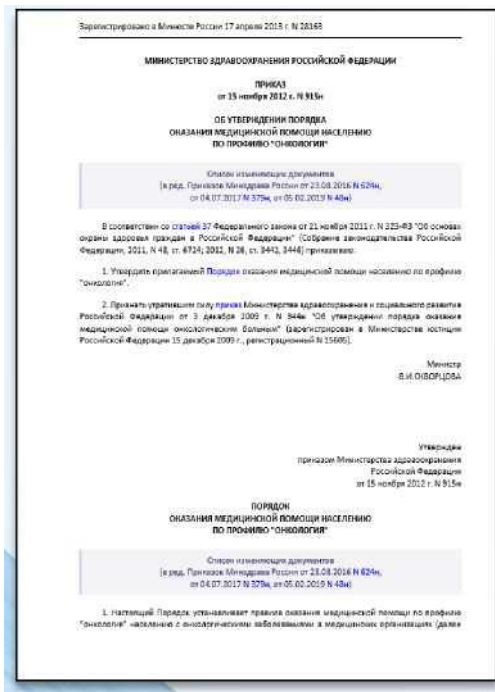 Зарегистрировано в Минюсте России 17 апреля 2013 г. N 28163
МИНИСТЕРСТВО ЗДРАВООХРАНЕНИЯ РОССИЙСКОЙ ФЕДЕРАЦИИ
ПРИКАЗ
от 15 ноября 2012 г. N 915н
ОБ УТВЕРЖДЕНИИ ПОРЯДКА
ОКАЗАНИЯ МЕДИЦИНСКОЙ ПОМОЩИ НАСЕЛЕНИЮ
ПО ПРОФИЛЮ "ОНКОЛОГИЯ"
Список изменяющих документов
(в ред. Приказов Минздрава России от 23.08.2016 N 624н,
от 04.07.2017 N 379н, от 05.02.2019 N 48н)
В соответствии со статьей 37 Федерального закона от 21 ноября 2011 г. N 323-ФЗ "Об основах
охраны здоровья граждан в Российской Федерации" (Собрание законодательства Российской
Федерации, 2011, N 48, ст. 6724; 2012, N 26, ст. 3442, 3446) приказываю:
1. Утвердить прилагаемый Порядок оказания медицинской помощи населению по профилю
"онкология".
2. Признать утратившим силу приказ Министерства здравоохранения и социального развития
Российской Федерации от 3 декабря 2009 г. N 944н "Об утверждении порядка оказания
медицинской помощи онкологическим больным" (зарегистрирован в Министерстве юстиции
Российской Федерации 15 декабря 2009 г., регистрационный N 15605).
Министр
В.И.СКВОРЦОВА
Утвержден
приказом Министерства здравоохранения
Российской Федерации
от 15 ноября 2012 г. N 915н
ПОРЯДОК
ОКАЗАНИЯ МЕДИЦИНСКОЙ ПОМОЩИ НАСЕЛЕНИЮ
ПО ПРОФИЛЮ "ОНКОЛОГИЯ"
Список изменяющих документов
(в ред. Приказов Минздрава России от 23.08.2016 N 624н,
от 04.07.2017 N 379н, от 05.02.2019 N 48н)
1. Настоящий Порядок устанавливает правила оказания медицинской помощи по профилю
"онкология" населению с онкологическими заболеваниями в медицинских организациях (далее